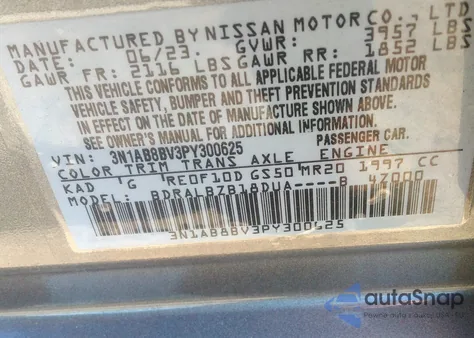 MANUFACTURED BY NISSAN MOTOR CO., LTD
DATE: 06/23. GVWR: 3957 LBS
GAWR FR: 2116 LBS GAWR RR: 1852 LBS
THIS VEHICLE CONFORMS TO ALL APPLICABLE FEDERAL MOTOR
VEHICLE SAFETY, BUMPER AND THEFT PREVENTION STANDARDS
IN EFFECT ON THE DATE OF MANUFACTURE SHOWN ABOVE.
SEE OWNER'S MANUAL FOR ADDITIONAL INFORMATION.
VIN: 3N1AB8BV3PY300625 PASSENGER CAR.
COLOR TRIM TRANS AXLE ENGINE
KAD G RE0F10D GS50 MR20 1997 CC
MODEL: BDRALBZB18DUA----B 4Z000
3N1AB8BV3PY300625
autoSnap